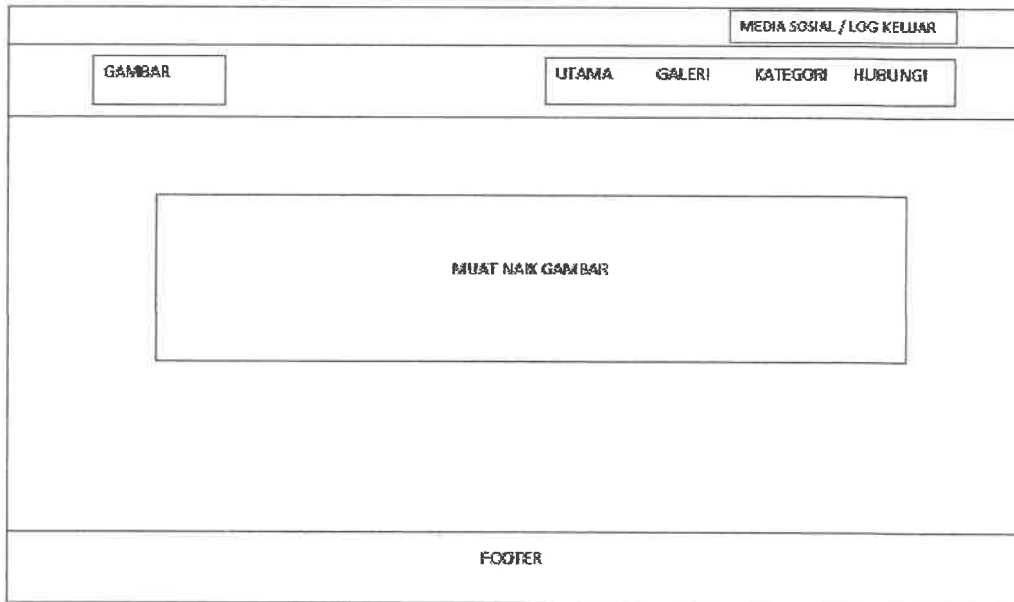 MEDIA SOSIAL / LOG KELUAR
GAMBAR
UTAMA GALERI KATEGORI HUBUNGI
MUAT NAIK GAMBAR
FOOTER